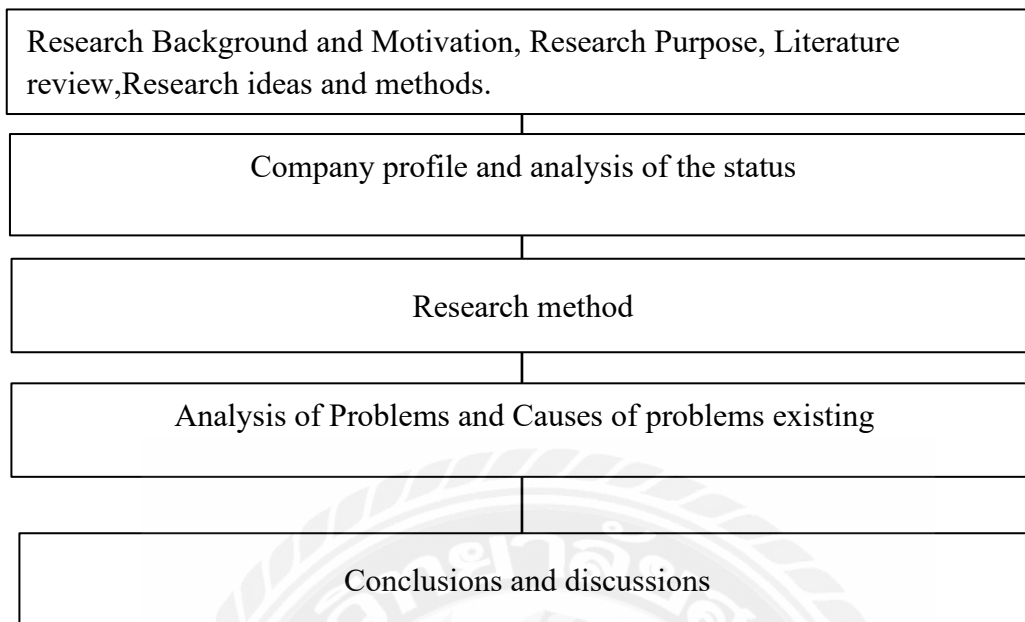 Research Background and Motivation, Research Purpose, Literature
review,Research ideas and methods.
Company profile and analysis of the status
Research method
Analysis of Problems and Causes of problems existing
Conclusions and discussions